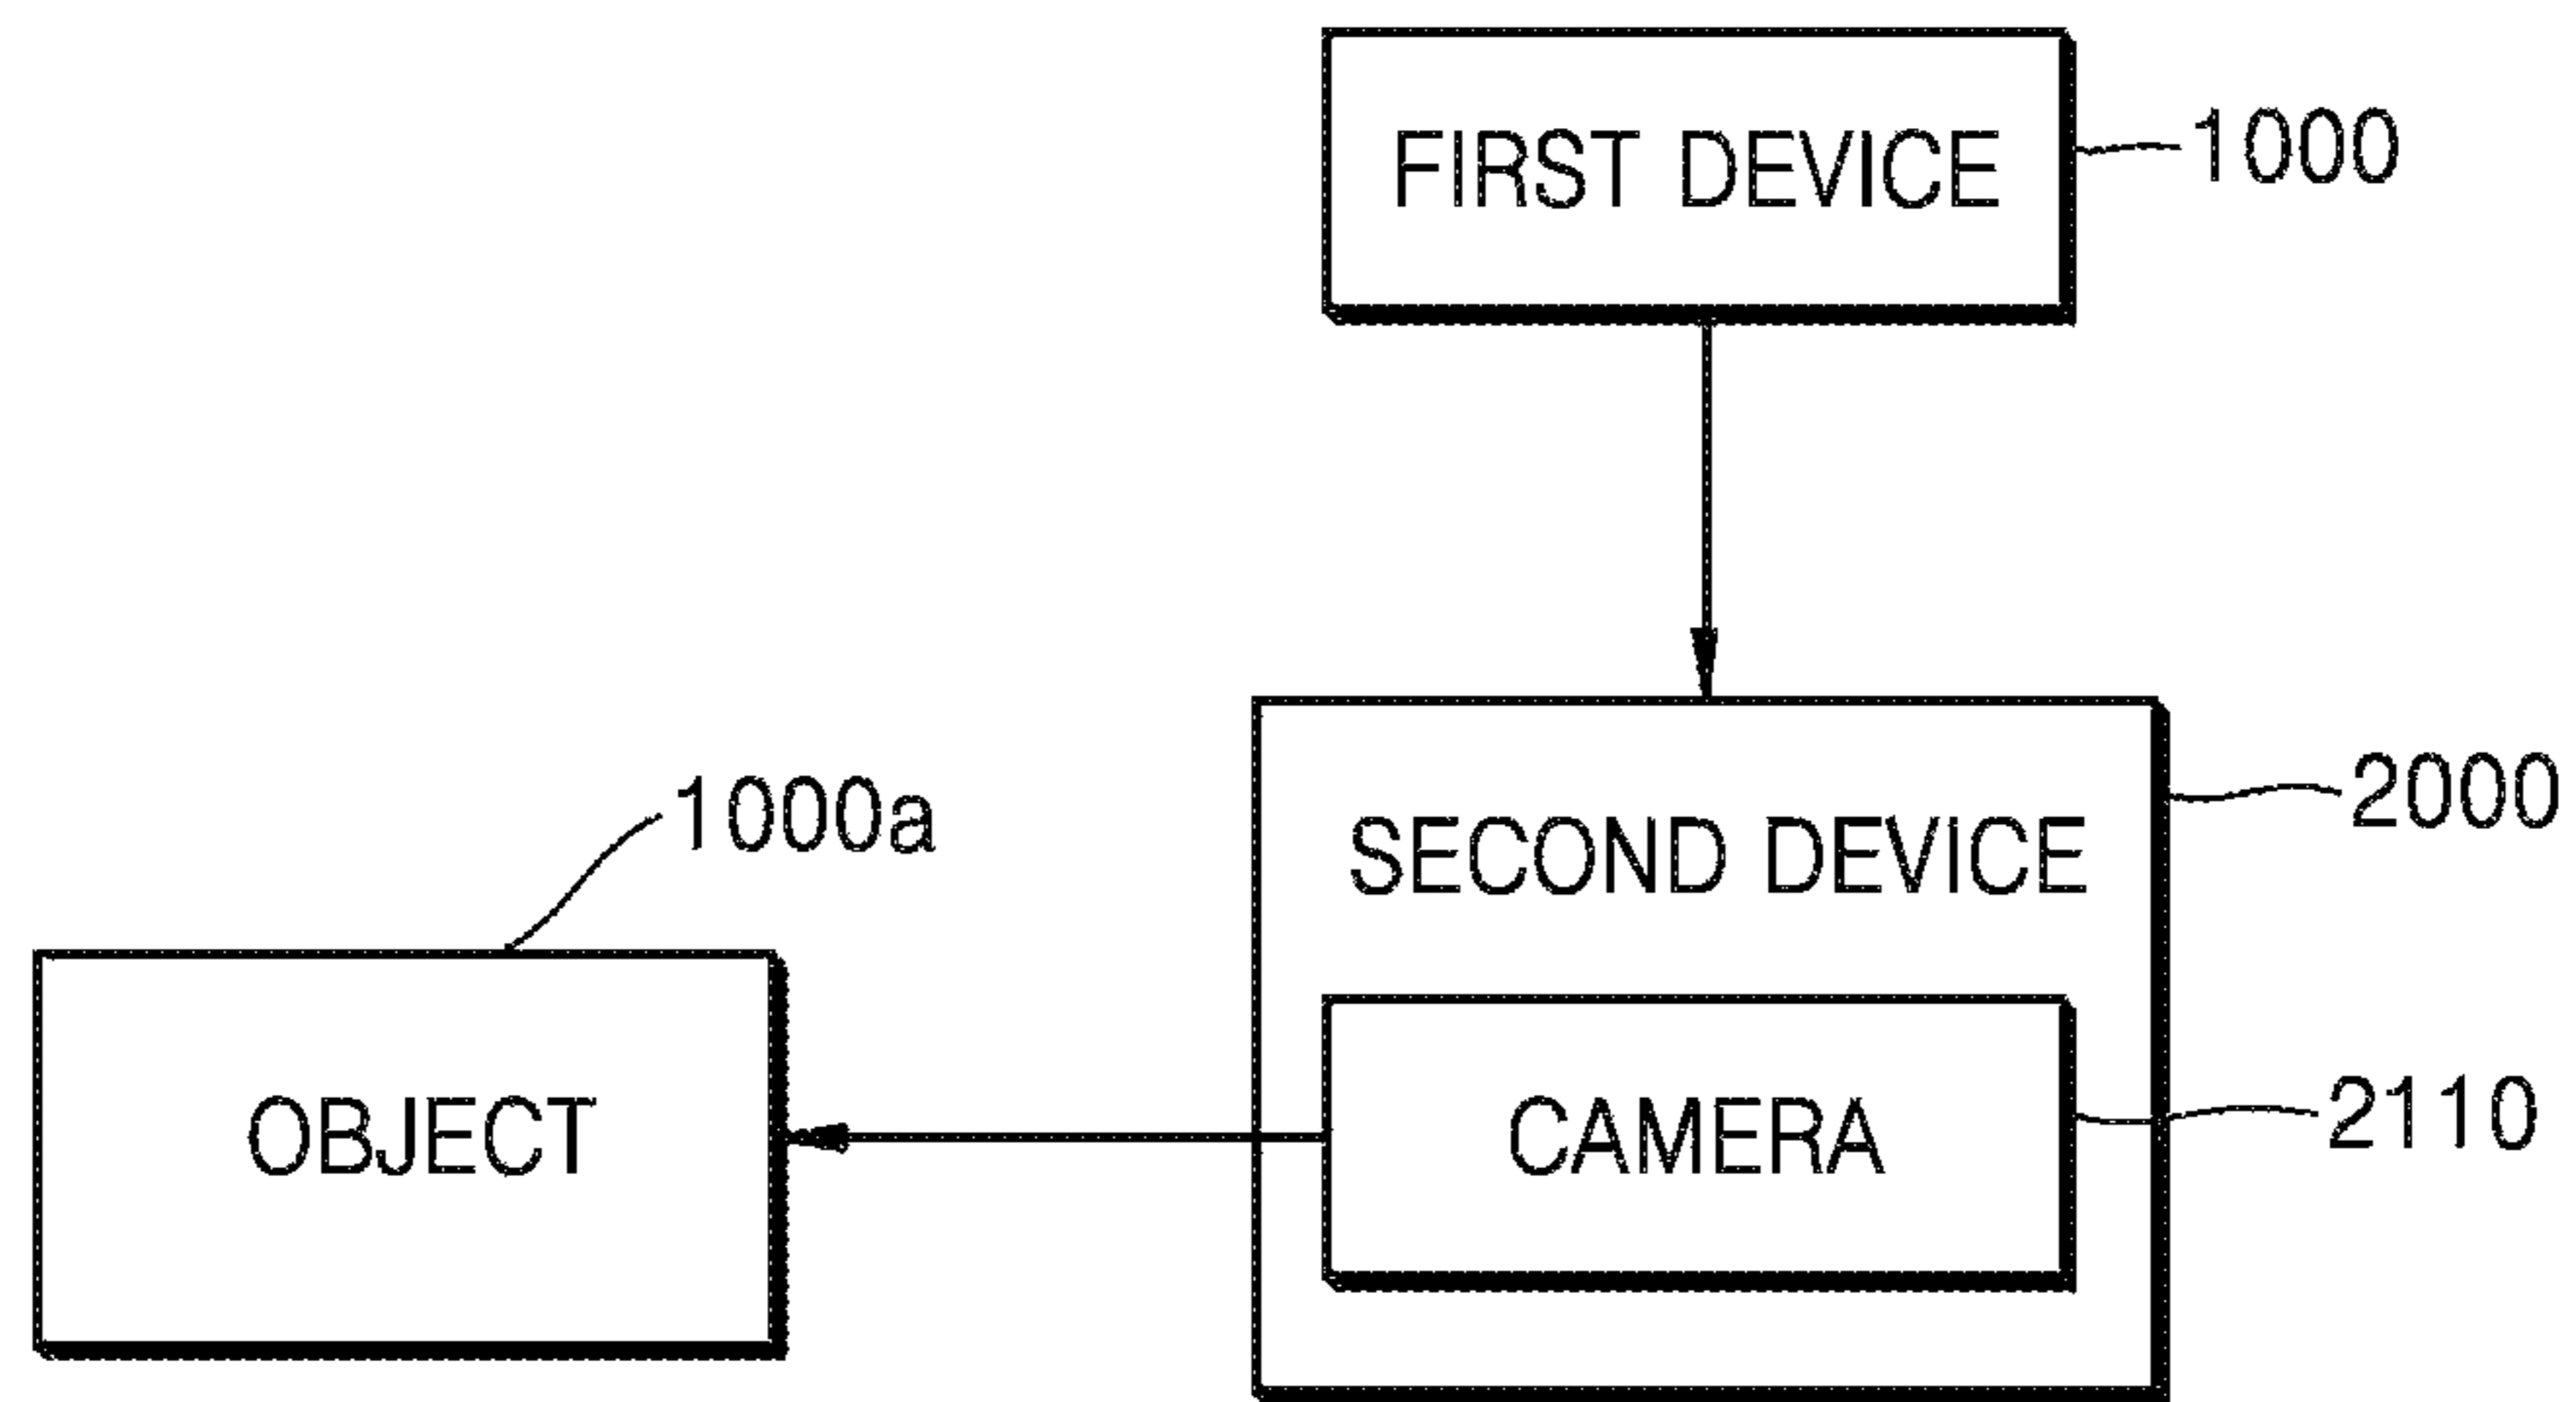 FIRST DEVICE
1000
1000a
2000
SECOND DEVICE
OBJECT
CAMERA
2110